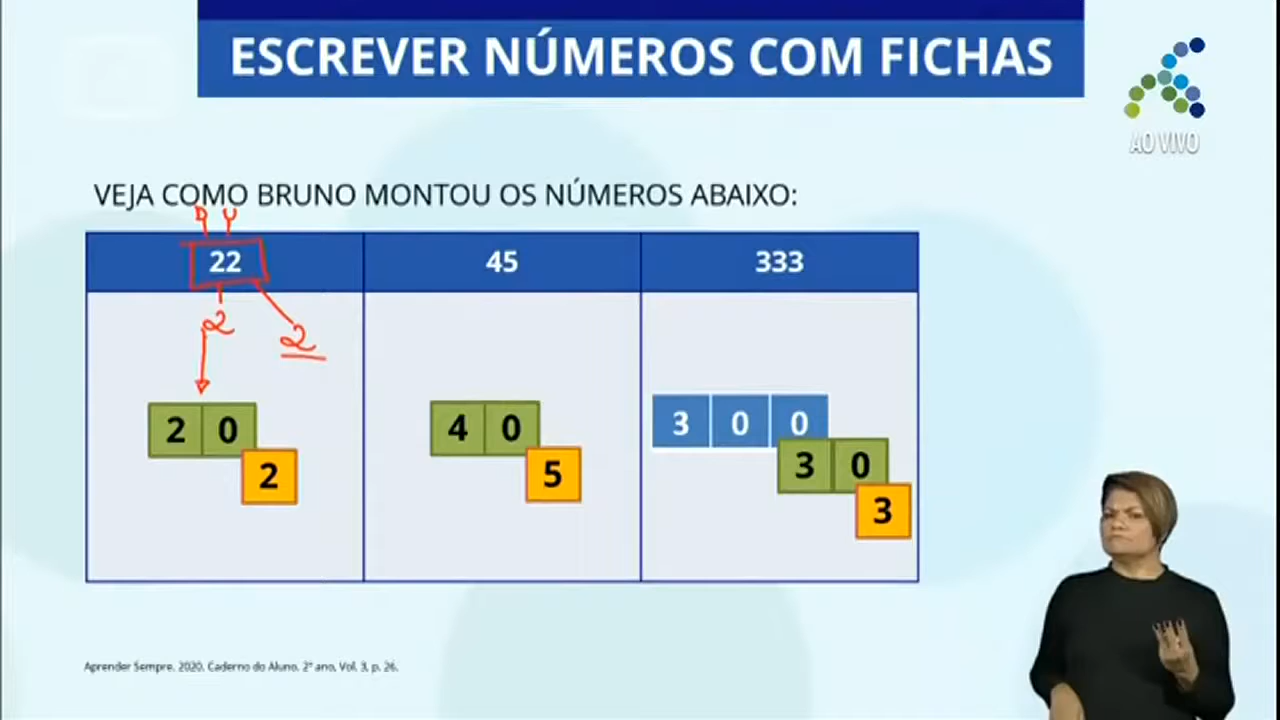 ESCREVER NÚMEROS COM FICHAS
AO VIVO
VEJA COMO BRUNO MONTOU OS NÚMEROS ABAIXO:
D U
22 45 333
2 2
2 0 4 0 3 0 0
2 5 3 0
3
Aprender Sempre. 2020. Caderno do Aluno. 2º ano, Vol. 3, p. 26.